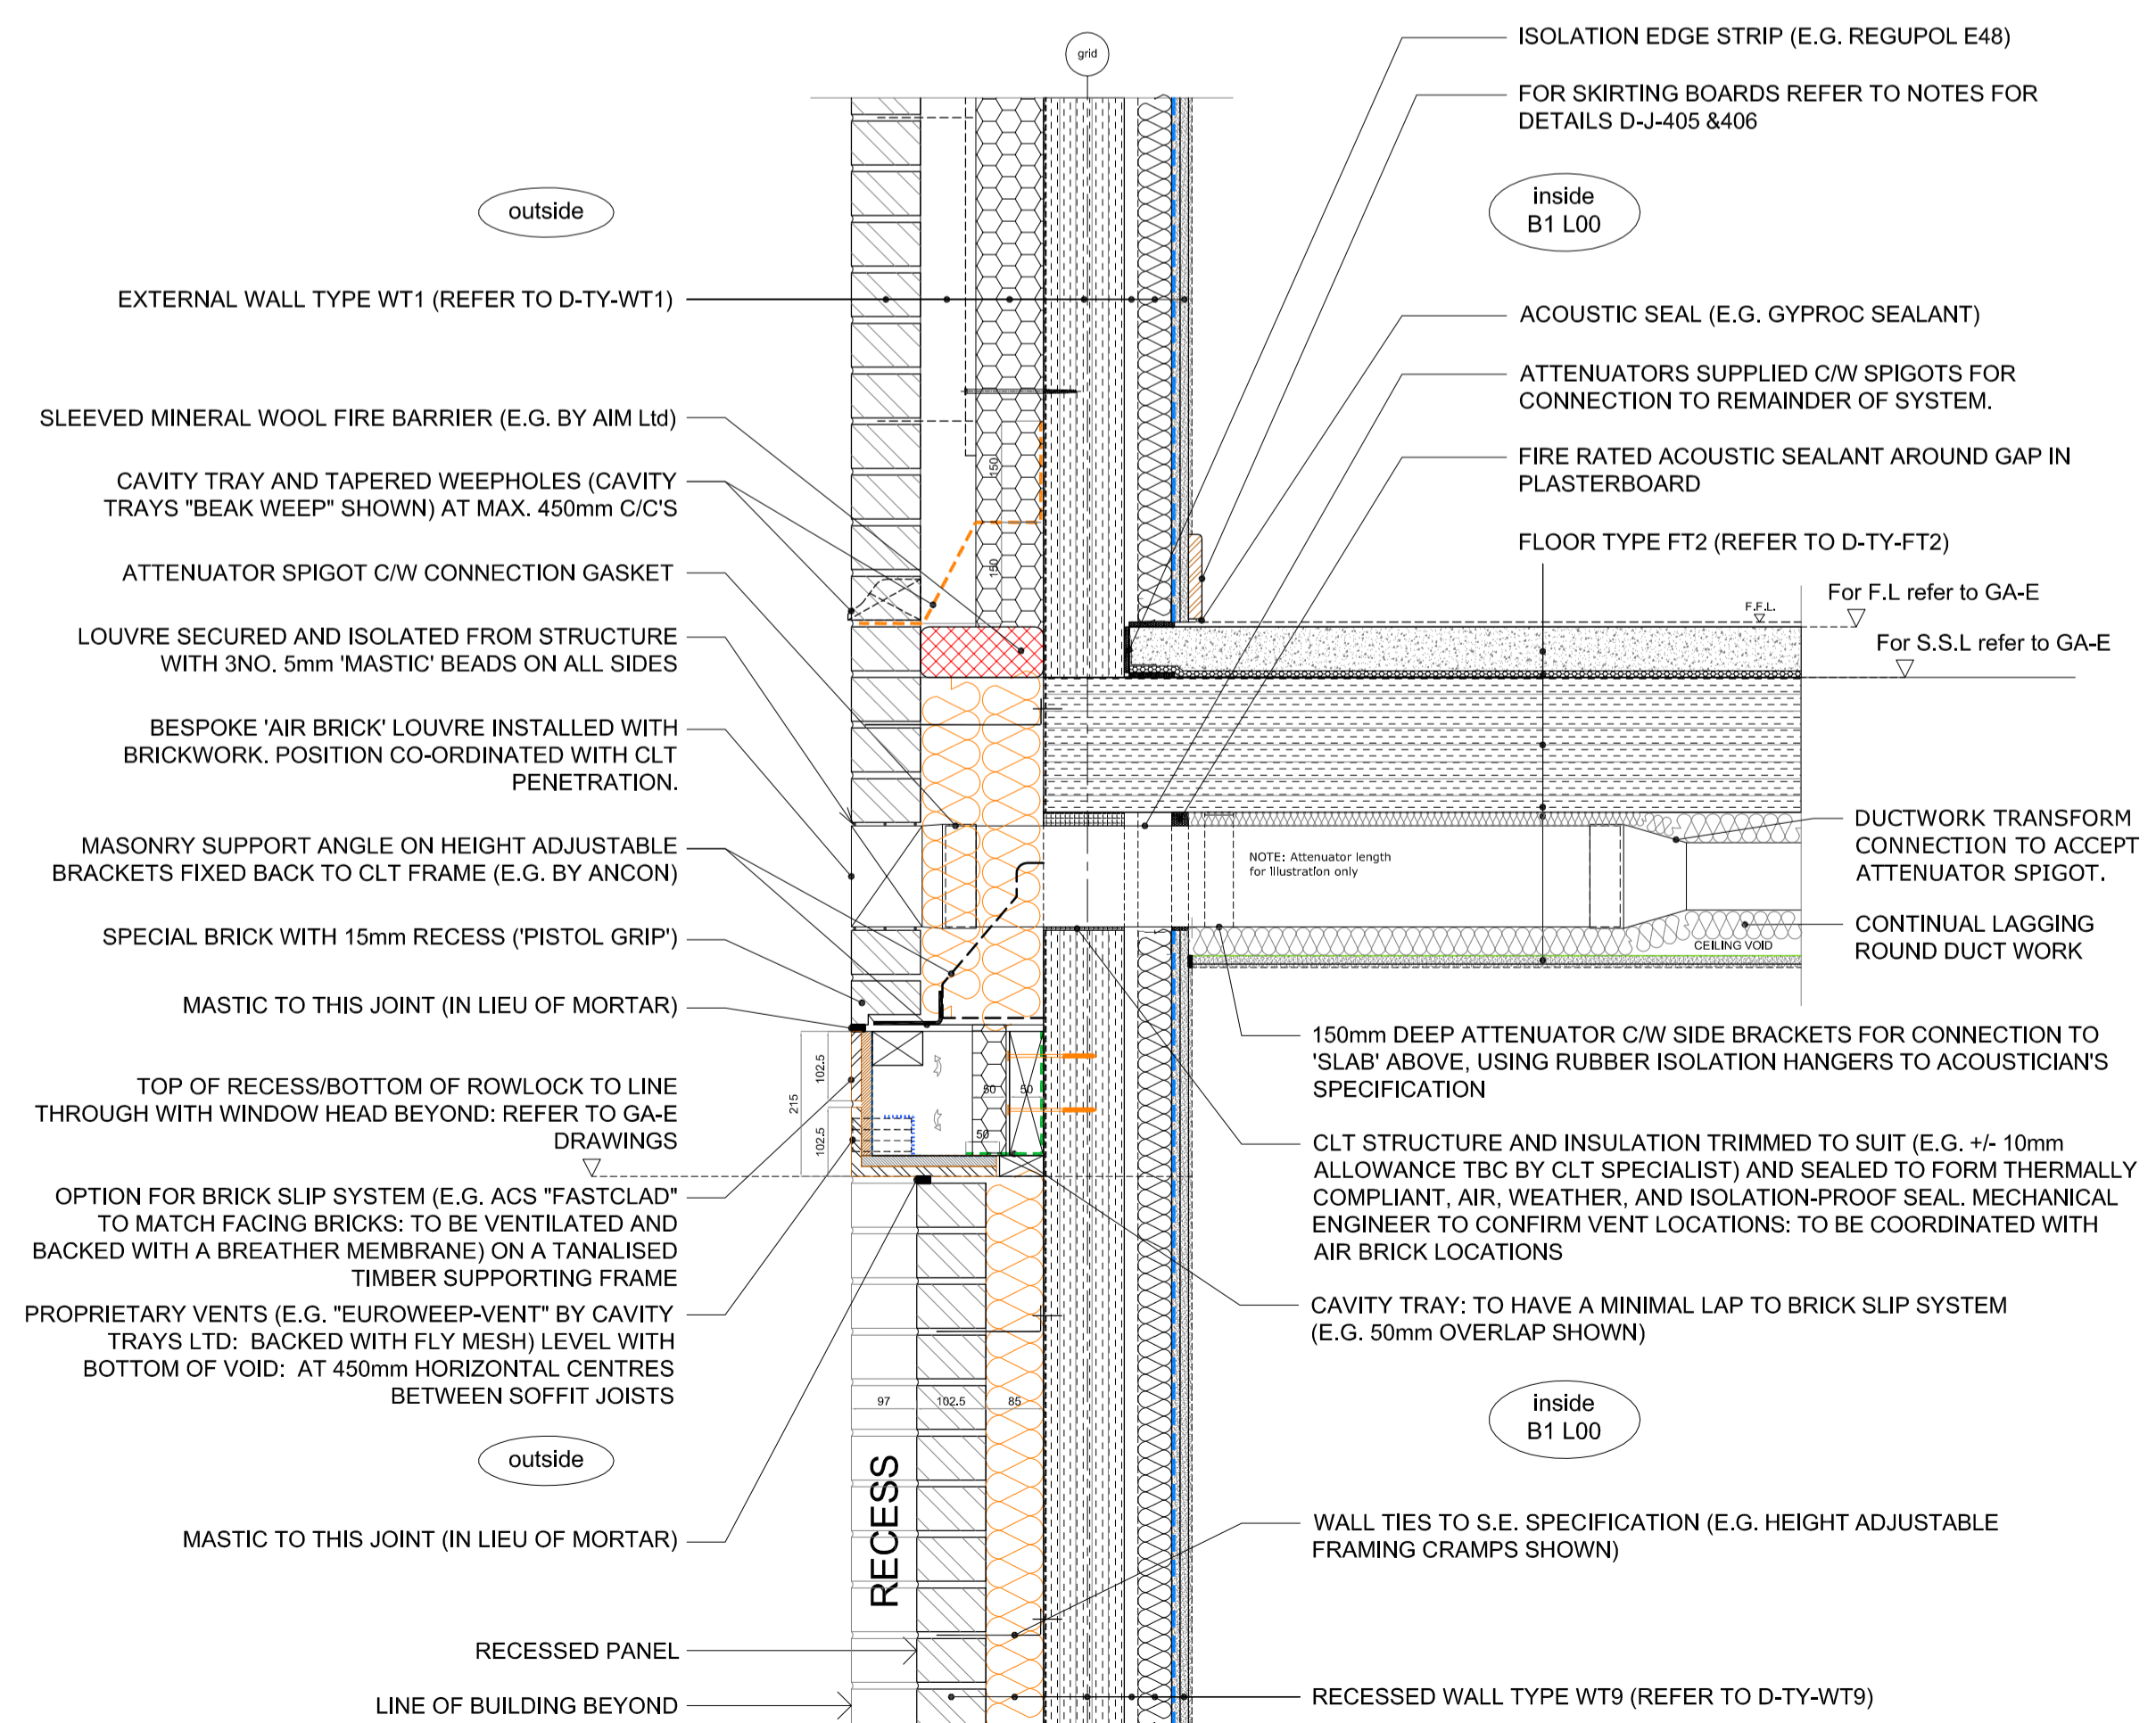 grid
ISOLATION EDGE STRIP (E.G. REGUPOL E48)
FOR SKIRTING BOARDS REFER TO NOTES FOR
DETAILS D-J-405 &406
outside
inside
B1 L00
EXTERNAL WALL TYPE WT1 (REFER TO D-TY-WT1)
ACOUSTIC SEAL (E.G. GYPROC SEALANT)
ATTENUATORS SUPPLIED C/W SPIGOTS FOR
CONNECTION TO REMAINDER OF SYSTEM.
SLEEVED MINERAL WOOL FIRE BARRIER (E.G. BY AIM Ltd)
FIRE RATED ACOUSTIC SEALANT AROUND GAP IN
PLASTERBOARD
CAVITY TRAY AND TAPERED WEEPHOLES (CAVITY
TRAYS "BEAK WEEP" SHOWN) AT MAX. 450mm C/C'S
150
150
FLOOR TYPE FT2 (REFER TO D-TY-FT2)
ATTENUATOR SPIGOT C/W CONNECTION GASKET
For F.L refer to GA-E
F.F.L.
For S.S.L refer to GA-E
LOUVRE SECURED AND ISOLATED FROM STRUCTURE
WITH 3NO. 5mm 'MASTIC' BEADS ON ALL SIDES
BESPOKE 'AIR BRICK' LOUVRE INSTALLED WITH
BRICKWORK. POSITION CO-ORDINATED WITH CLT
PENETRATION.
DUCTWORK TRANSFORM
CONNECTION TO ACCEPT
ATTENUATOR SPIGOT.
MASONRY SUPPORT ANGLE ON HEIGHT ADJUSTABLE
BRACKETS FIXED BACK TO CLT FRAME (E.G. BY ANCON)
NOTE: Attenuator length
for illustration only
CONTINUAL LAGGING
ROUND DUCT WORK
CEILING VOID
SPECIAL BRICK WITH 15mm RECESS ('PISTOL GRIP')
MASTIC TO THIS JOINT (IN LIEU OF MORTAR)
150mm DEEP ATTENUATOR C/W SIDE BRACKETS FOR CONNECTION TO
'SLAB' ABOVE, USING RUBBER ISOLATION HANGERS TO ACOUSTICIAN'S
SPECIFICATION
TOP OF RECESS/BOTTOM OF ROWLOCK TO LINE
THROUGH WITH WINDOW HEAD BEYOND: REFER TO GA-E
DRAWINGS
215
102.5
102.5
50
50
50
CLT STRUCTURE AND INSULATION TRIMMED TO SUIT (E.G. +/- 10mm
ALLOWANCE TBC BY CLT SPECIALIST) AND SEALED TO FORM THERMALLY
COMPLIANT, AIR, WEATHER, AND ISOLATION-PROOF SEAL. MECHANICAL
ENGINEER TO CONFIRM VENT LOCATIONS: TO BE COORDINATED WITH
AIR BRICK LOCATIONS
OPTION FOR BRICK SLIP SYSTEM (E.G. ACS "FASTCLAD"
TO MATCH FACING BRICKS: TO BE VENTILATED AND
BACKED WITH A BREATHER MEMBRANE) ON A TANALISED
TIMBER SUPPORTING FRAME
CAVITY TRAY: TO HAVE A MINIMAL LAP TO BRICK SLIP SYSTEM
(E.G. 50mm OVERLAP SHOWN)
PROPRIETARY VENTS (E.G. "EUROWEEP-VENT" BY CAVITY
TRAYS LTD: BACKED WITH FLY MESH) LEVEL WITH
BOTTOM OF VOID: AT 450mm HORIZONTAL CENTRES
BETWEEN SOFFIT JOISTS
97
102.5
85
inside
B1 L00
outside
RECESS
MASTIC TO THIS JOINT (IN LIEU OF MORTAR)
WALL TIES TO S.E. SPECIFICATION (E.G. HEIGHT ADJUSTABLE
FRAMING CRAMPS SHOWN)
RECESSED PANEL
LINE OF BUILDING BEYOND
RECESSED WALL TYPE WT9 (REFER TO D-TY-WT9)